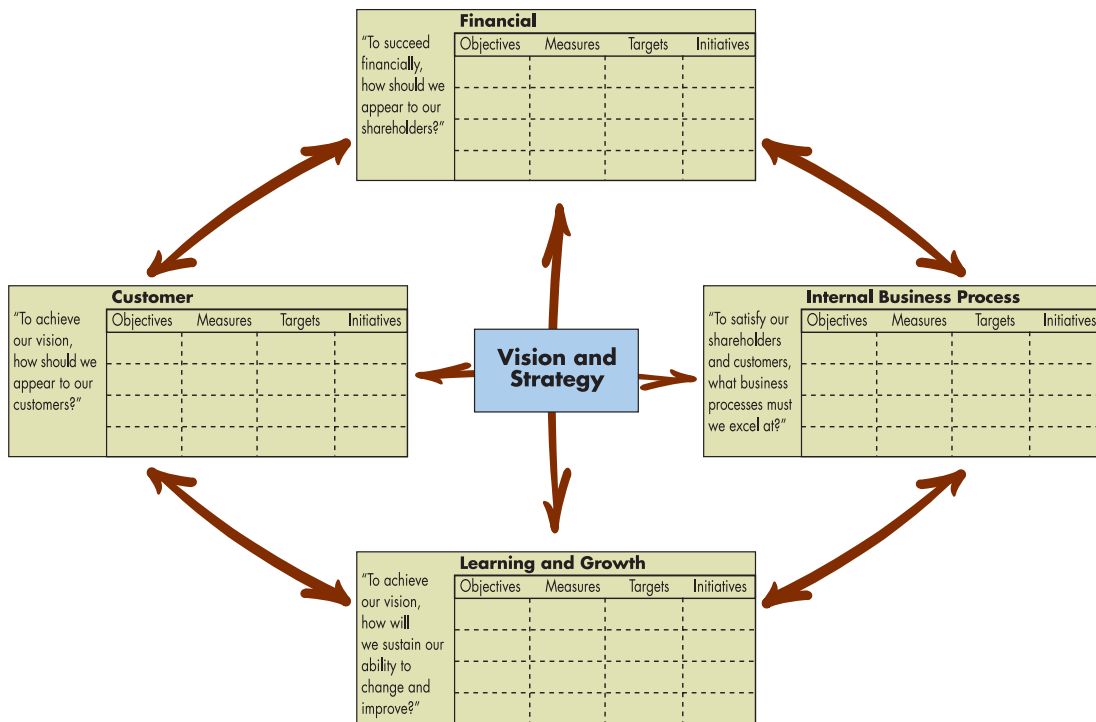 Financial
“To succeed
financially,
how should we
appear to our
shareholders?”
Objectives Measures Targets Initiatives
Customer
“To achieve
our vision,
how should we
appear to our
customers?”
Objectives Measures Targets Initiatives
Vision and
Strategy
Internal Business Process
“To satisfy our
shareholders
and customers,
what business
processes must
we excel at?”
Objectives Measures Targets Initiatives
Learning and Growth
“To achieve
our vision,
how will
we sustain our
ability to
change and
improve?”
Objectives Measures Targets Initiatives